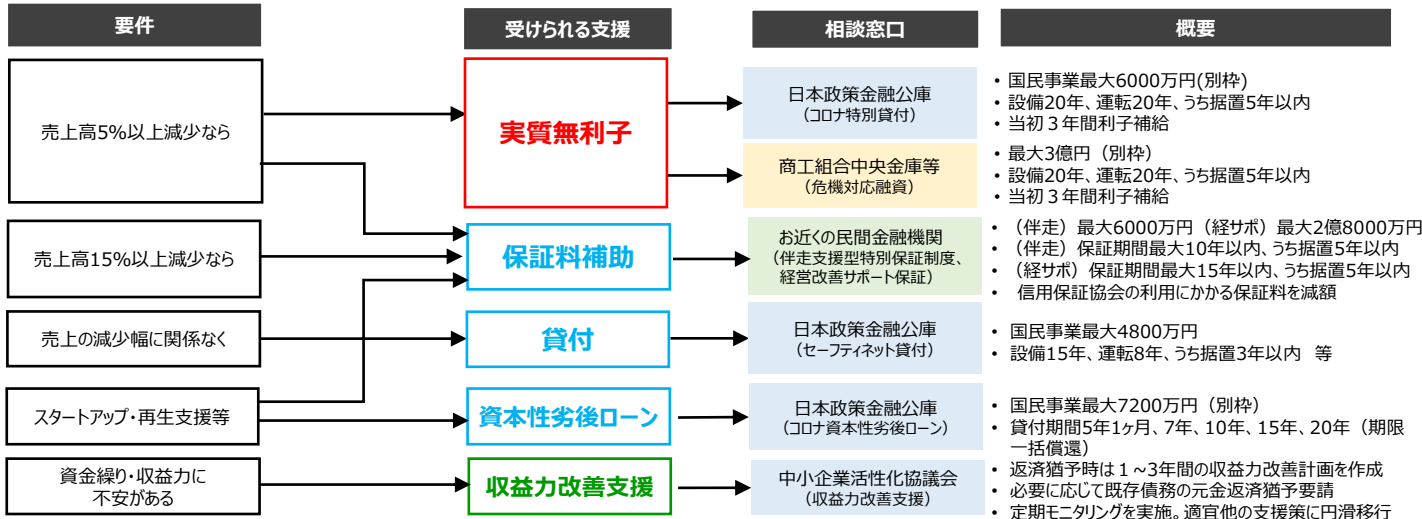 要件
受けられる支援
相談窓口
概要
売上高5%以上減少なら
実質無利子
日本政策金融公庫
(コロナ特別貸付)
・国民事業最大6000万円(別枠)
・設備20年、運転20年、うち据置5年以内
・当初3年間利子補給
商工組合中央金庫等
(危機対応融資)
・最大3億円(別枠)
・設備20年、運転20年、うち据置5年以内
・当初3年間利子補給
売上高15%以上減少なら
保証料補助
お近くの民間金融機関
(伴走支援型特別保証制度、
経営改善サポート保証)
・(伴走)最大6000万円(経サポ)最大2億8000万円
・(伴走)保証期間最大10年以内、うち据置5年以内
・(経サポ)保証期間最大15年以内、うち据置5年以内
・信用保証協会の利用にかかる保証料を減額
売上の減少幅に関係なく
貸付
日本政策金融公庫
(セーフティネット貸付)
・国民事業最大4800万円
・設備15年、運転8年、うち据置3年以内 等
スタートアップ・再生支援等
資本性劣後ローン
日本政策金融公庫
(コロナ資本性劣後ローン)
・国民事業最大7200万円(別枠)
・貸付期間5年1ヶ月、7年、10年、15年、20年(期限
一括償還)
資金繰り・収益力に
不安がある
収益力改善支援
中小企業活性化協議会
(収益力改善支援)
・返済猶予時は1~3年間の収益力改善計画を作成
・必要に応じて既存債務の元金返済猶予要請
・定期モニタリングを実施。適宜他の支援策に円滑移行